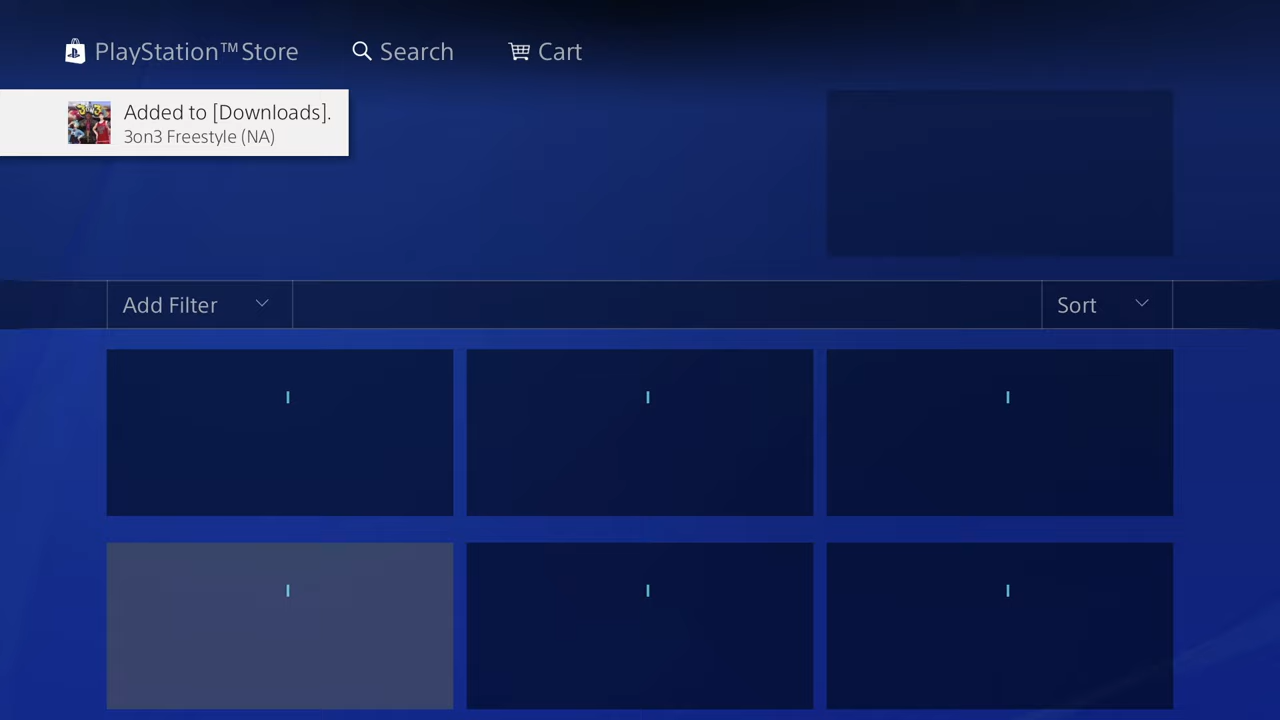 PlayStation™Store
Search
Cart
Added to [Downloads].
3on3 Freestyle (NA)
Add Filter
Sort